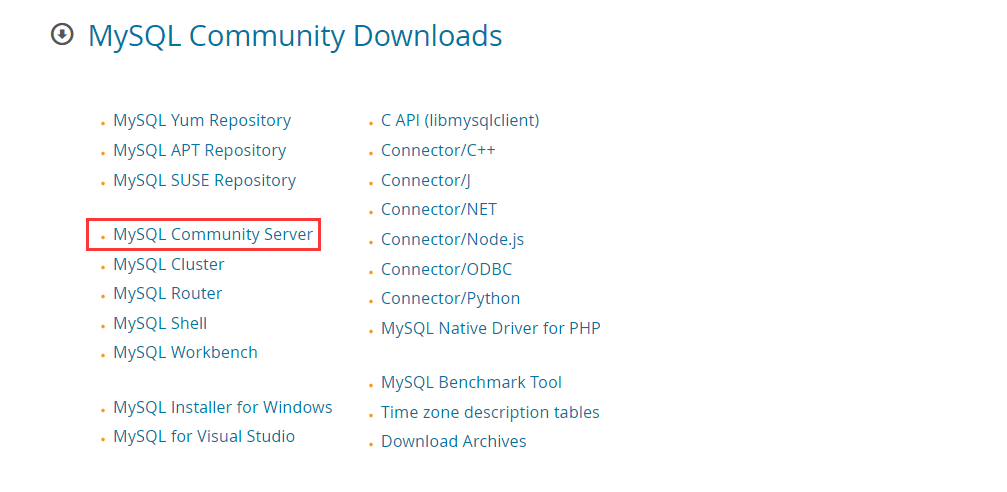 MySQL Community Downloads
MySQL Yum Repository
MySQL APT Repository
MySQL SUSE Repository
MySQL Community Server
MySQL Cluster
MySQL Router
MySQL Shell
MySQL Workbench
MySQL Installer for Windows
MySQL for Visual Studio
C API (libmysqlclient)
Connector/C++
Connector/J
Connector/NET
Connector/Node.js
Connector/ODBC
Connector/Python
MySQL Native Driver for PHP
MySQL Benchmark Tool
Time zone description tables
Download Archives